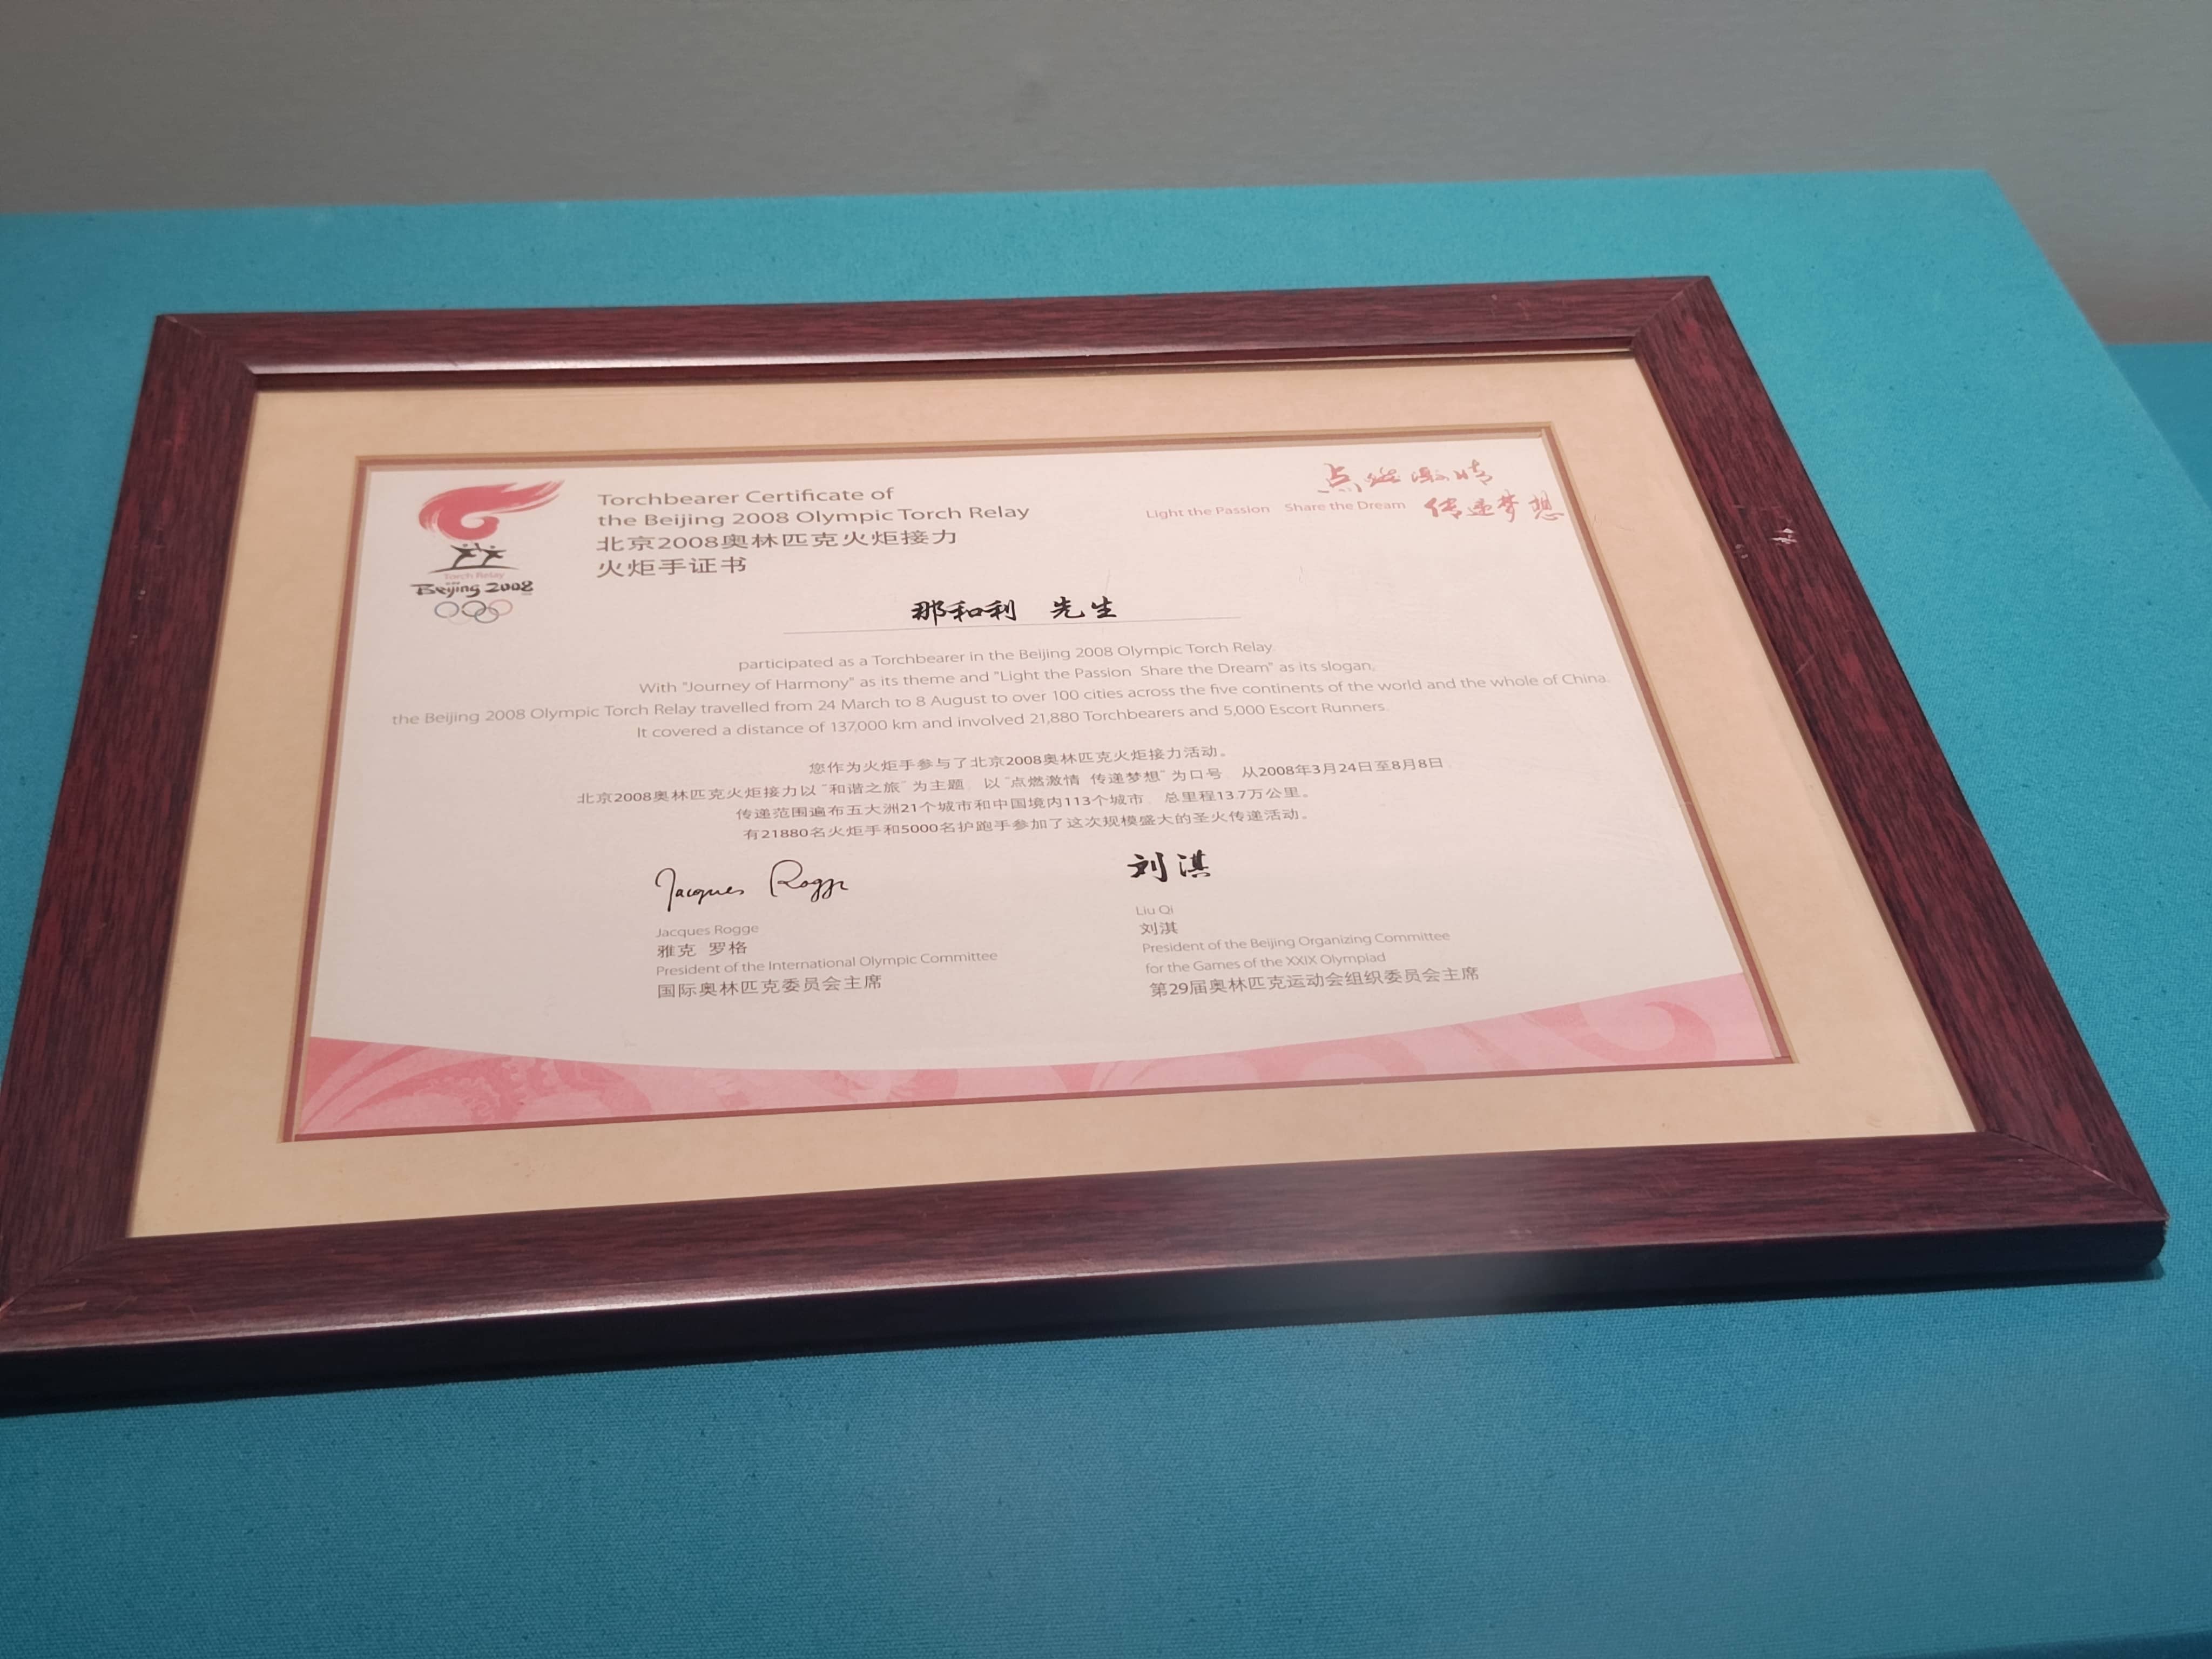 Torch Relay
Beijing 2008
Torchbearer Certificate of
the Beijing 2008 Olympic Torch Relay
北京2008奥林匹克火炬接力
火炬手证书
点燃激情
Light the Passion Share the Dream 传递梦想
那和利 先生
participated as a Torchbearer in the Beijing 2008 Olympic Torch Relay.
With "Journey of Harmony" as its theme and "Light the Passion Share the Dream" as its slogan,
the Beijing 2008 Olympic Torch Relay travelled from 24 March to 8 August to over 100 cities across the five continents of the world and the whole of China.
It covered a distance of 137,000 km and involved 21,880 Torchbearers and 5,000 Escort Runners.
您作为火炬手参与了北京2008奥林匹克火炬接力活动。
北京2008奥林匹克火炬接力以“和谐之旅”为主题，以“点燃激情 传递梦想”为口号，从2008年3月24日至8月8日，
传递范围遍布五大洲21个城市和中国境内113个城市，总里程13.7万公里。
有21880名火炬手和5000名护跑手参加了这次规模盛大的圣火传递活动。
Jacques Rogge
刘淇
Jacques Rogge
雅克 罗格
President of the International Olympic Committee
国际奥林匹克委员会主席
Liu Qi
刘淇
President of the Beijing Organizing Committee
for the Games of the XXIX Olympiad
第29届奥林匹克运动会组织委员会主席